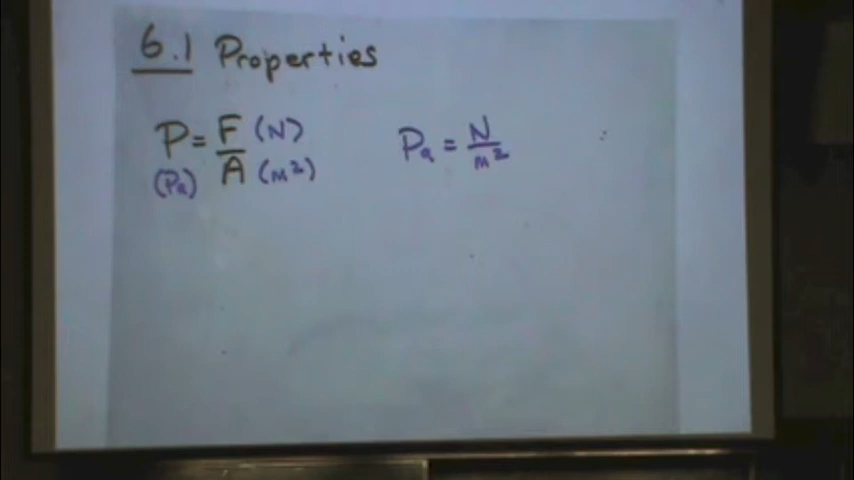 6.1 Properties
P = F (N) / A (m²)
(Pa)
Pa = N / m²